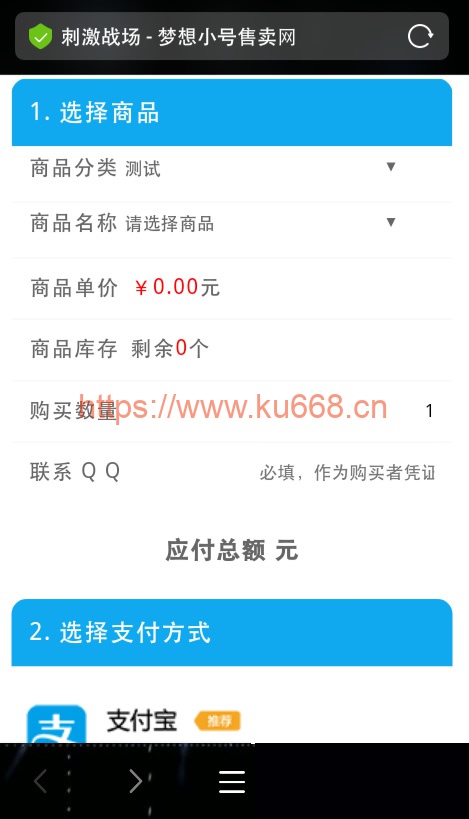 刺激战场 - 梦想小号售卖网
1. 选择商品
商品分类 测试 ▼
商品名称 请选择商品 ▼
商品单价 ￥0.00元
商品库存 剩余0个
购买数量 1
https://www.ku668.cn
联系 Q Q 必填，作为购买者凭证
应付总额 元
2. 选择支付方式
支 支付宝 推荐